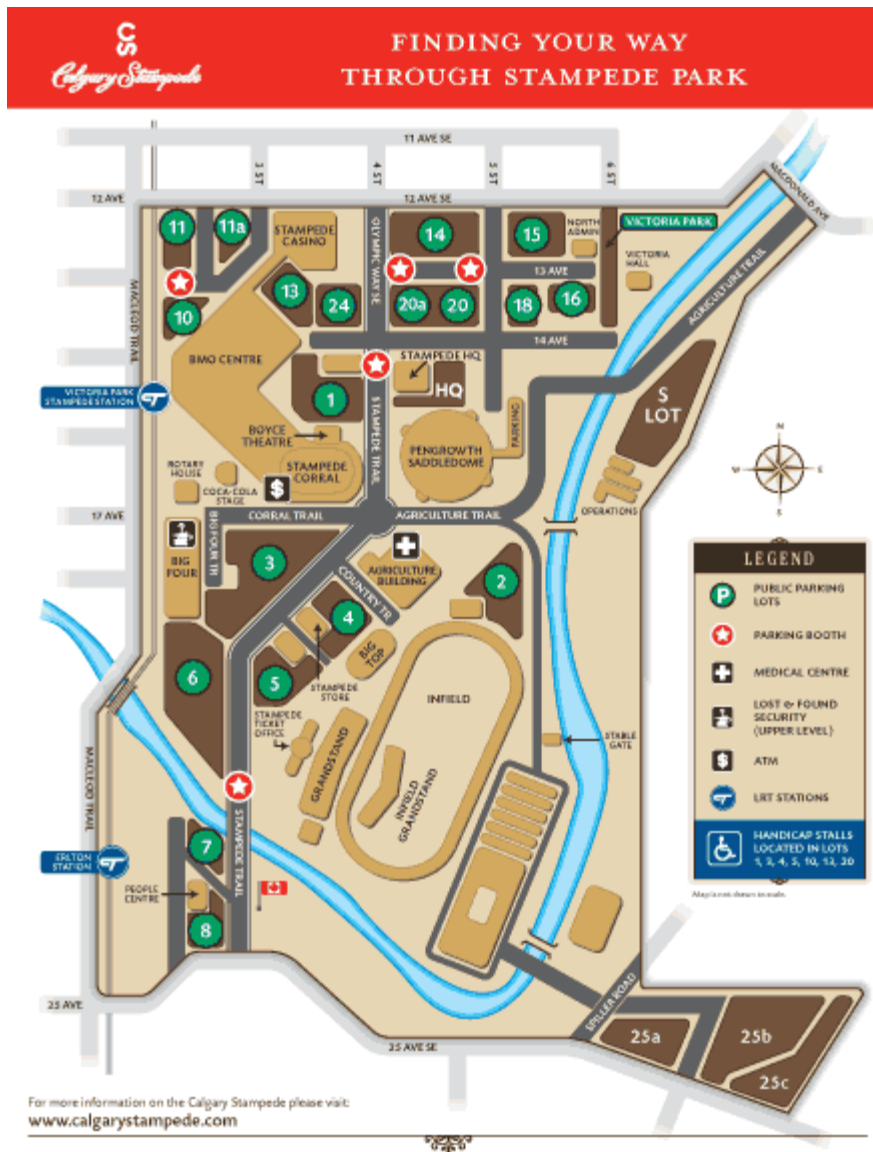 CS
Calgary Stampede
FINDING YOUR WAY
THROUGH STAMPEDE PARK
11 AVE SE
3 ST
4 ST
5 ST
6 ST
12 AVE
12 AVE SE
MACDONALD AVE
11
11a
STAMPEDE
CASINO
OLYMPIC WAY SE
14
15
NORTH
ADMIN
VICTORIA PARK
VICTORIA
HALL
13 AVE
AGRICULTURE TRAIL
MACLEOD TRAIL
10
13
24
20a
20
18
16
14 AVE
BMO CENTRE
STAMPEDE HQ
HQ
S
LOT
VICTORIA PARK
STAMPEDE STATION
1
STAMPEDE TRAIL
BOYCE
THEATRE
PENGROWTH
SADDLEDOME
PARKING
N
W
E
S
ROTARY
HOUSE
COCA-COLA
STAGE
STAMPEDE
CORRAL
$
OPERATIONS
17 AVE
BIG FOUR TR
CORRAL TRAIL
AGRICULTURE TRAIL
BIG
FOUR
3
COUNTRY TR
AGRICULTURE
BUILDING
2
4
BIG
TOP
6
5
STAMPEDE
STORE
INFIELD
STAMPEDE
TICKET
OFFICE
GRANDSTAND
INFIELD
GRANDSTAND
STABLE
GATE
MACLEOD TRAIL
STAMPEDE TRAIL
7
ERLTON
STATION
PEOPLE
CENTRE
8
25 AVE
25 AVE SE
SPILLER ROAD
25a
25b
25c
LEGEND
P PUBLIC PARKING
LOTS
PARKING BOOTH
MEDICAL CENTRE
LOST & FOUND
SECURITY
(UPPER LEVEL)
$ ATM
LRT STATIONS
HANDICAP STALLS
LOCATED IN LOTS
1, 3, 4, 5, 10, 13, 20
Map is not drawn to scale.
For more information on the Calgary Stampede please visit:
www.calgarystampede.com